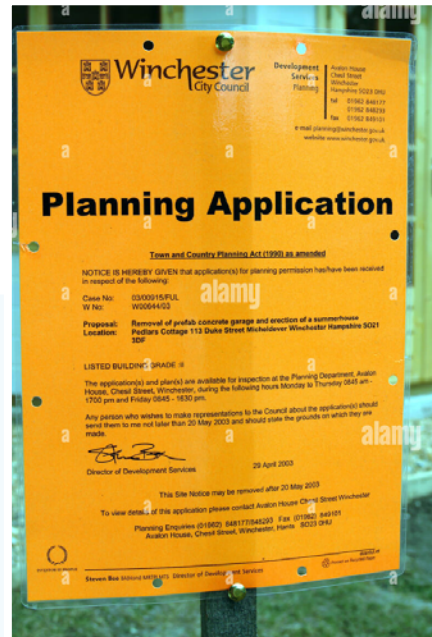 Winchester
City Council
Development
Services
Planning
Avalon House
Chesil Street
Winchester
Hampshire SO23 0HU
tel 01962 848177
01962 848293
fax 01962 849101
e mail planning@winchester.gov.uk
website www.winchester.gov.uk
Planning Application
Town and Country Planning Act (1990) as amended
NOTICE IS HEREBY GIVEN that application(s) for planning permission has/have been received
in respect of the following:
Case No: 03/00915/FUL
W No: W00644/03
Proposal: Removal of prefab concrete garage and erection of a summerhouse
Location: Pedlars Cottage 113 Duke Street Micheldever Winchester Hampshire SO21
3DF
LISTED BUILDING GRADE :II
The application(s) and plan(s) are available for inspection at the Planning Department, Avalon
House, Chesil Street, Winchester, during the following hours Monday to Thursday 0845 am -
1700 pm and Friday 0845 - 1630 pm.
Any person who wishes to make representations to the Council about the application(s) should
send them to me not later than 20 May 2003 and should state the grounds on which they are
made.
Director of Development Services
29 April 2003
This Site Notice may be removed after 20 May 2003
To view details of this application please contact Avalon House Chesil Street Winchester
Planning Enquiries (01962) 848177/848293 Fax (01962) 849101
Avalon House, Chesil Street, Winchester, Hants SO23 0HU
Steven Bee Director of Development Services
alamy
alamy
alamy